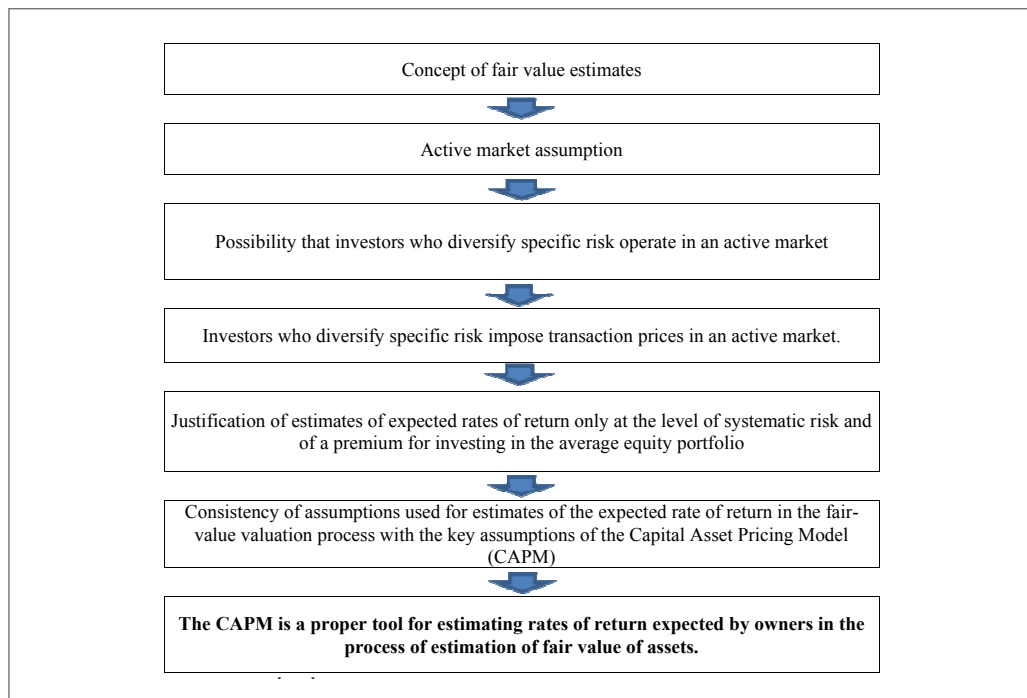 Concept of fair value estimates
Active market assumption
Possibility that investors who diversify specific risk operate in an active market
Investors who diversify specific risk impose transaction prices in an active market.
Justification of estimates of expected rates of return only at the level of systematic risk and
of a premium for investing in the average equity portfolio
Consistency of assumptions used for estimates of the expected rate of return in the fair-
value valuation process with the key assumptions of the Capital Asset Pricing Model
(CAPM)
The CAPM is a proper tool for estimating rates of return expected by owners in the
process of estimation of fair value of assets.